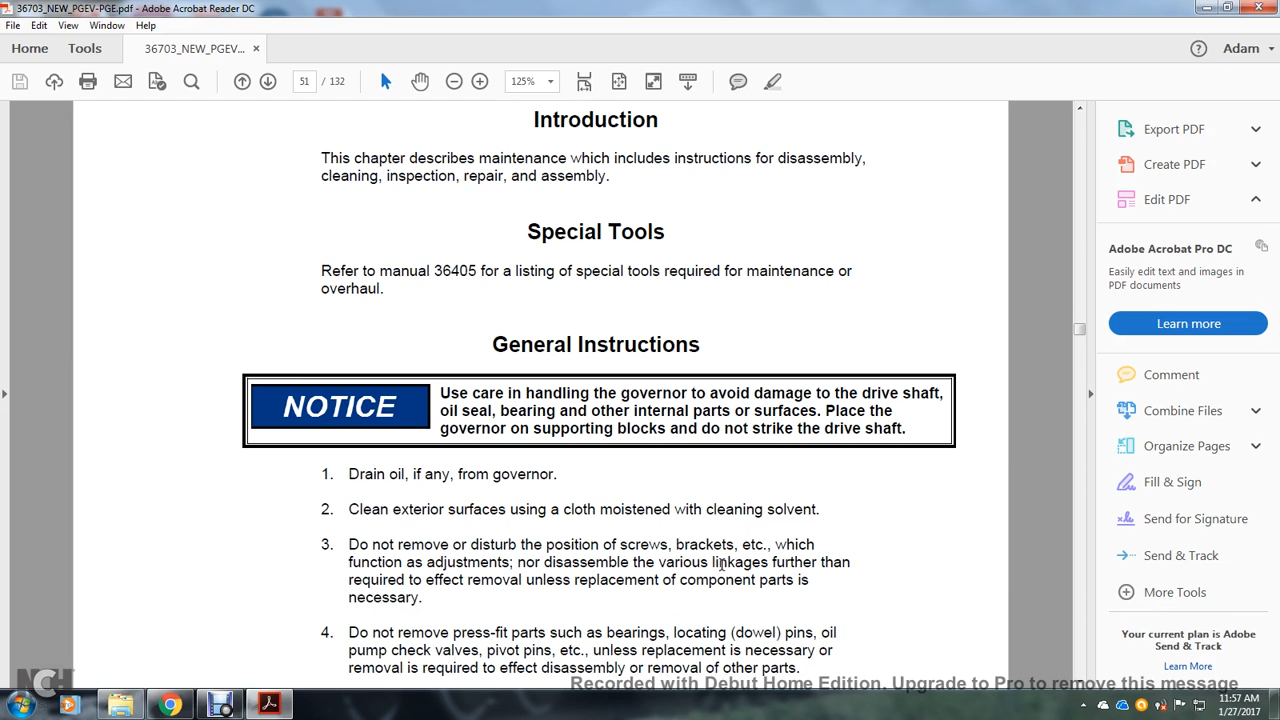 36703_NEW_PGEV-PGE.pdf - Adobe Acrobat Reader DC
File Edit View Window Help
Home Tools 36703_NEW_PGEV... × Adam
51 / 132 125%
Introduction
This chapter describes maintenance which includes instructions for disassembly,
cleaning, inspection, repair, and assembly.
Special Tools
Refer to manual 36405 for a listing of special tools required for maintenance or
overhaul.
General Instructions
NOTICE
Use care in handling the governor to avoid damage to the drive shaft,
oil seal, bearing and other internal parts or surfaces. Place the
governor on supporting blocks and do not strike the drive shaft.
1. Drain oil, if any, from governor.
2. Clean exterior surfaces using a cloth moistened with cleaning solvent.
3. Do not remove or disturb the position of screws, brackets, etc., which
function as adjustments; nor disassemble the various linkages further than
required to effect removal unless replacement of component parts is
necessary.
4. Do not remove press-fit parts such as bearings, locating (dowel) pins, oil
pump check valves, pivot pins, etc., unless replacement is necessary or
removal is required to effect disassembly or removal of other parts.
Export PDF
Create PDF
Edit PDF
Adobe Acrobat Pro DC
Easily edit text and images in
PDF documents
Learn more
Comment
Combine Files
Organize Pages
Fill & Sign
Send for Signature
Send & Track
More Tools
Your current plan is Adobe
Send & Track
Learn More
NCH
Recorded with Debut Home Edition. Upgrade to Pro to remove this message
11:57 AM
1/27/2017